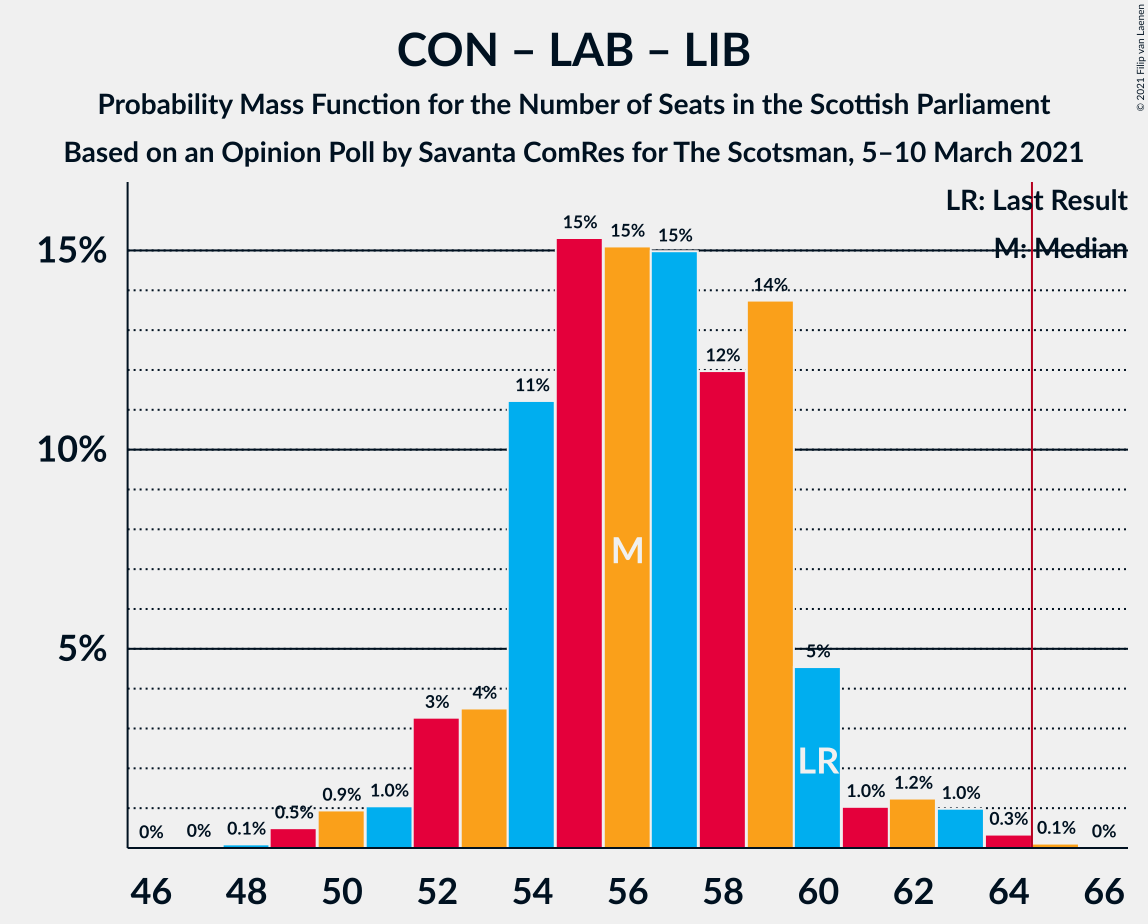 CON – LAB – LIB
Probability Mass Function for the Number of Seats in the Scottish Parliament
Based on an Opinion Poll by Savanta ComRes for The Scotsman, 5–10 March 2021
© 2021 Filip van Laenen
LR: Last Result
M: Median
15%
10%
5%
0%
0%
0.1%
0.5%
0.9%
1.0%
3%
4%
11%
15%
15%
15%
12%
14%
5%
1.0%
1.2%
1.0%
0.3%
0.1%
0%
M
LR
46 48 50 52 54 56 58 60 62 64 66